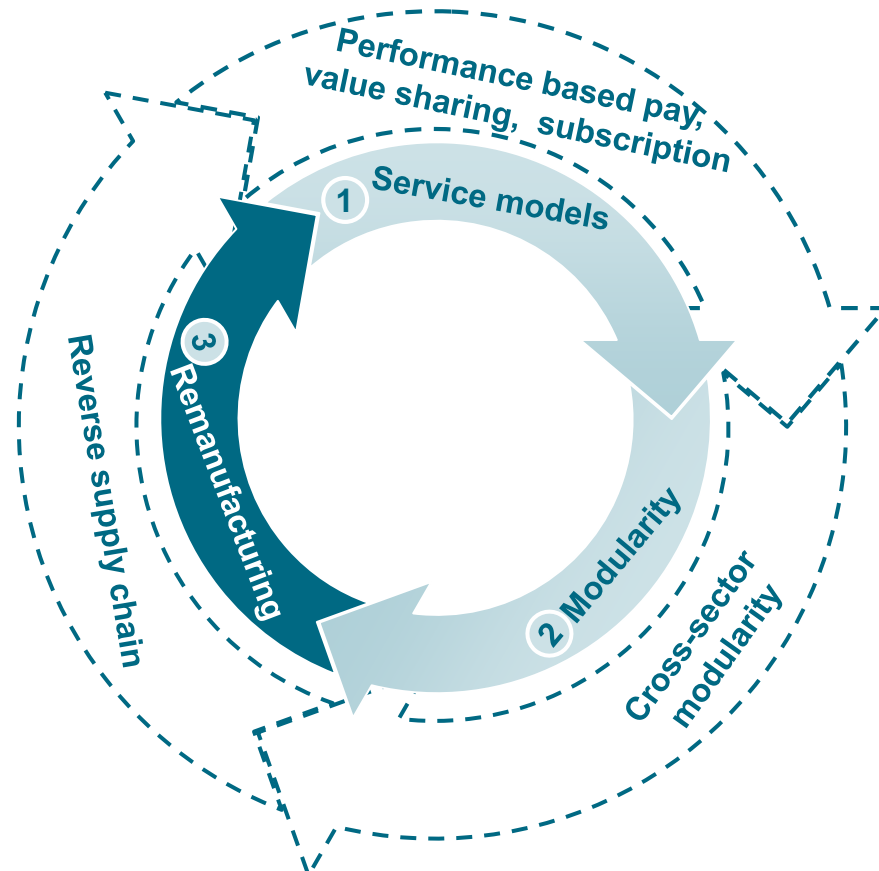 Performance based pay,
value sharing, subscription
1 Service models
2 Modularity
Cross-sector
modularity
3 Remanufacturing
Reverse supply chain